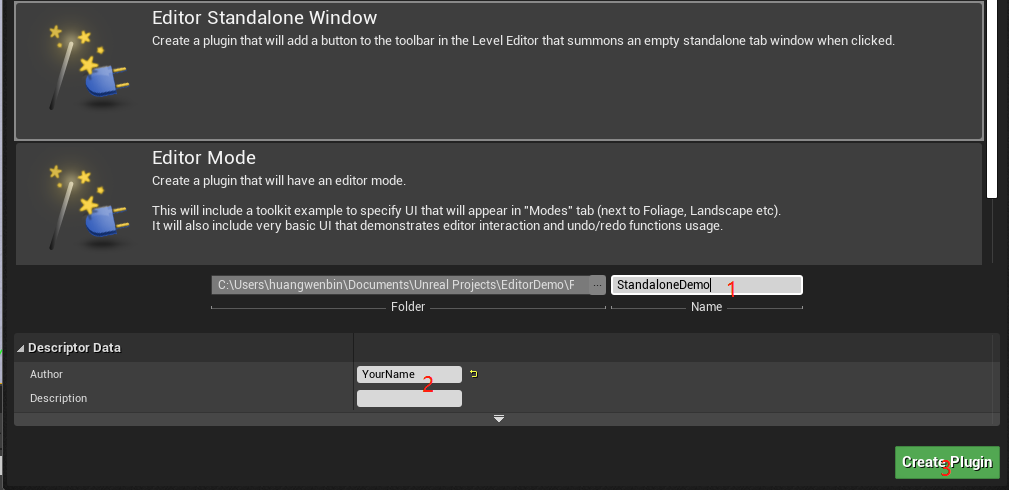 Editor Standalone Window
Create a plugin that will add a button to the toolbar in the Level Editor that summons an empty standalone tab window when clicked.
Editor Mode
Create a plugin that will have an editor mode.
This will include a toolkit example to specify UI that will appear in "Modes" tab (next to Foliage, Landscape etc).
It will also include very basic UI that demonstrates editor interaction and undo/redo functions usage.
C:\Users\huangwenbin\Documents\Unreal Projects\EditorDemo\F ... StandaloneDemo 1
Folder Name
Descriptor Data
Author YourName 2
Description
Create Plugin 3